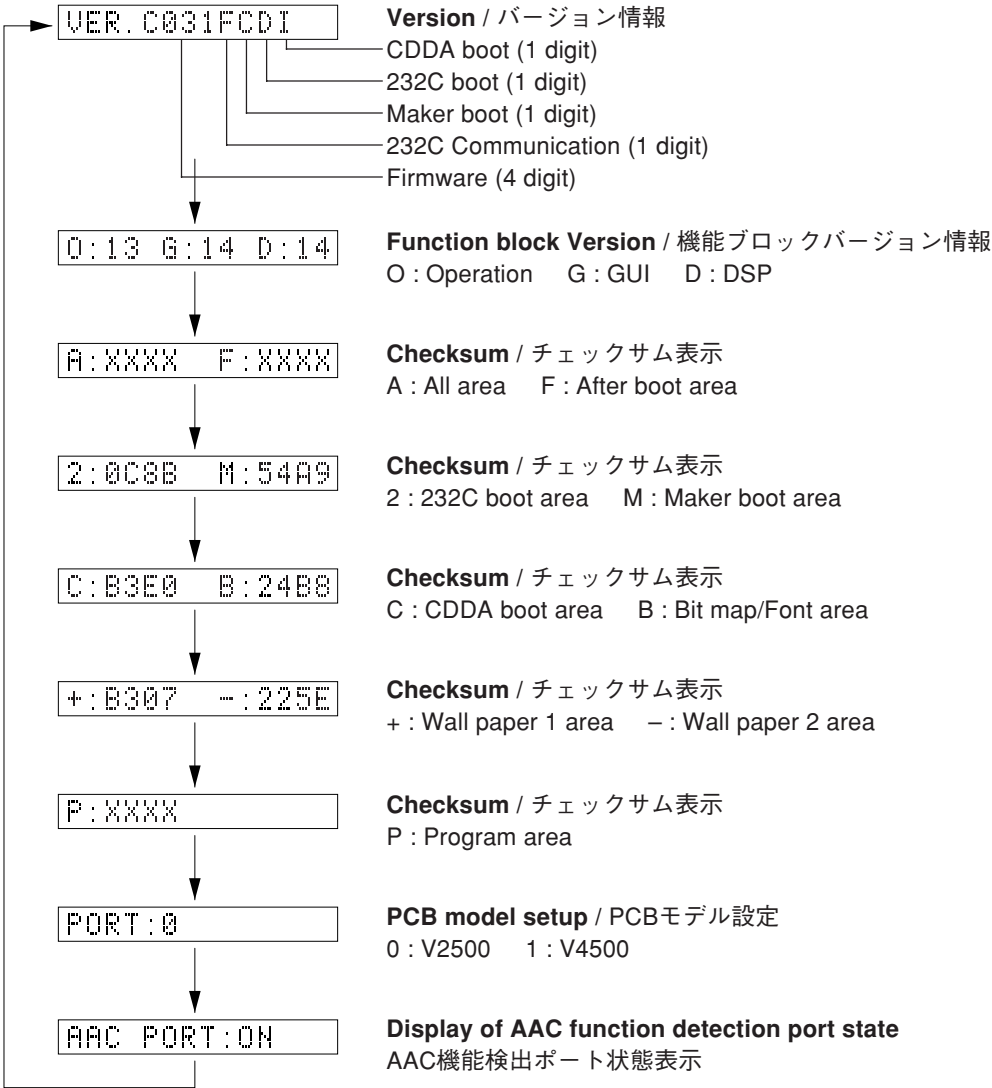 VER.C031FCDI
Version / バージョン情報
CDDA boot (1 digit)
232C boot (1 digit)
Maker boot (1 digit)
232C Communication (1 digit)
Firmware (4 digit)
O:13 G:14 D:14
Function block Version / 機能ブロックバージョン情報
O : Operation G : GUI D : DSP
A:XXXX F:XXXX
Checksum / チェックサム表示
A : All area F : After boot area
2:0C8B M:54A9
Checksum / チェックサム表示
2 : 232C boot area M : Maker boot area
C:B3E0 B:24B8
Checksum / チェックサム表示
C : CDDA boot area B : Bit map/Font area
+:B307 -:225E
Checksum / チェックサム表示
+ : Wall paper 1 area – : Wall paper 2 area
P:XXXX
Checksum / チェックサム表示
P : Program area
PORT:0
PCB model setup / PCBモデル設定
0 : V2500 1 : V4500
AAC PORT:ON
Display of AAC function detection port state
AAC機能検出ポート状態表示